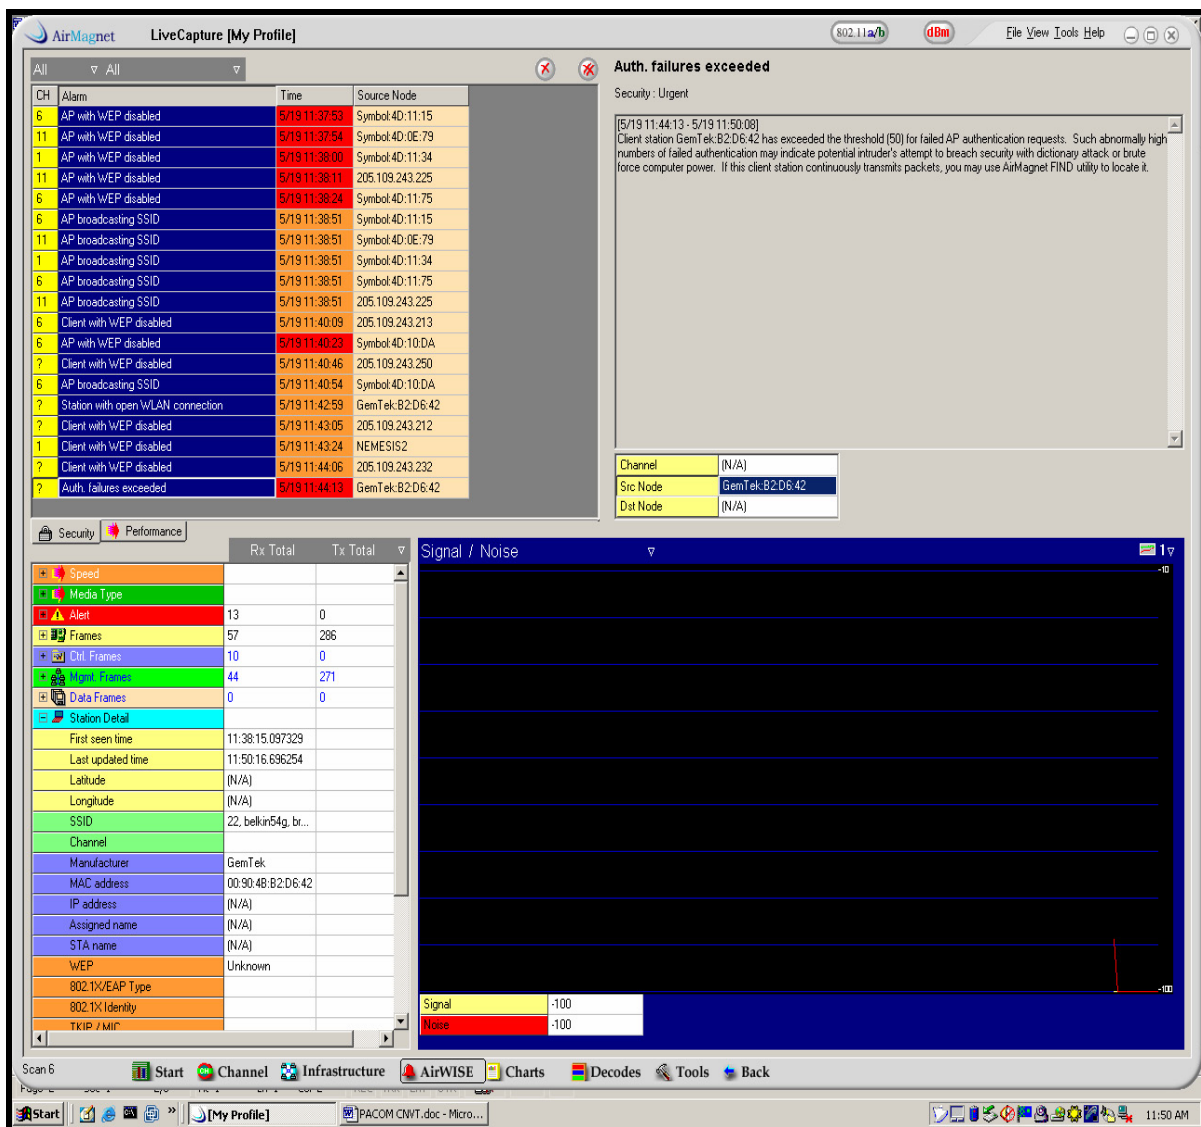 AirMagnet LiveCapture [My Profile] 802.11a/b dBm File View Tools Help
All All
CH Alarm Time Source Node
6 AP with WEP disabled 5/19 11:37:53 Symbol:4D:11:15
11 AP with WEP disabled 5/19 11:37:54 Symbol:4D:0E:79
1 AP with WEP disabled 5/19 11:38:00 Symbol:4D:11:34
11 AP with WEP disabled 5/19 11:38:11 205.109.243.225
6 AP with WEP disabled 5/19 11:38:24 Symbol:4D:11:75
6 AP broadcasting SSID 5/19 11:38:51 Symbol:4D:11:15
11 AP broadcasting SSID 5/19 11:38:51 Symbol:4D:0E:79
1 AP broadcasting SSID 5/19 11:38:51 Symbol:4D:11:34
6 AP broadcasting SSID 5/19 11:38:51 Symbol:4D:11:75
11 AP broadcasting SSID 5/19 11:38:51 205.109.243.225
6 Client with WEP disabled 5/19 11:40:09 205.109.243.213
6 AP with WEP disabled 5/19 11:40:23 Symbol:4D:10:DA
? Client with WEP disabled 5/19 11:40:46 205.109.243.250
6 AP broadcasting SSID 5/19 11:40:54 Symbol:4D:10:DA
? Station with open WLAN connection 5/19 11:42:59 GemTek:B2:D6:42
? Client with WEP disabled 5/19 11:43:05 205.109.243.212
1 Client with WEP disabled 5/19 11:43:24 NEMESIS2
? Client with WEP disabled 5/19 11:44:06 205.109.243.232
? Auth. failures exceeded 5/19 11:44:13 GemTek:B2:D6:42
Auth. failures exceeded
Security : Urgent
[5/19 11:44:13 - 5/19 11:50:08]
Client station GemTek:B2:D6:42 has exceeded the threshold (50) for failed AP authentication requests. Such abnormally high
numbers of failed authentication may indicate potential intruder's attempt to breach security with dictionary attack or brute
force computer power. If this client station continuously transmits packets, you may use AirMagnet FIND utility to locate it.
Channel (N/A)
Src Node GemTek:B2:D6:42
Dst Node (N/A)
Security Performance
Rx Total Tx Total
Speed
Media Type
Alert 13 0
Frames 57 286
Ctrl. Frames 10 0
Mgmt. Frames 44 271
Data Frames 0 0
Station Detail
First seen time 11:38:15.097329
Last updated time 11:50:16.696254
Latitude (N/A)
Longitude (N/A)
SSID 22, belkin54g, br...
Channel
Manufacturer GemTek
MAC address 00:90:4B:B2:D6:42
IP address (N/A)
Assigned name (N/A)
STA name (N/A)
WEP Unknown
802.1X/EAP Type
802.1X Identity
TKIP / MIC
Signal / Noise 1
-10
-100
Signal -100
Noise -100
Scan 6 Start Channel Infrastructure AirWISE Charts Decodes Tools Back
Start [My Profile] PACOM CNVT.doc - Micro... 11:50 AM